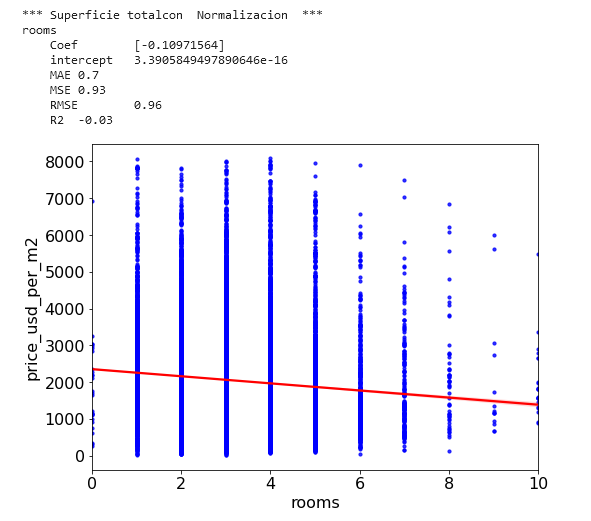 *** Superficie totalcon  Normalizacion  ***
rooms
Coef        [-0.10971564]
intercept   3.3905849497890646e-16
MAE 0.7
MSE 0.93
RMSE        0.96
R2  -0.03
8000
7000
6000
5000
4000
3000
2000
1000
0
price_usd_per_m2
0 2 4 6 8 10
rooms